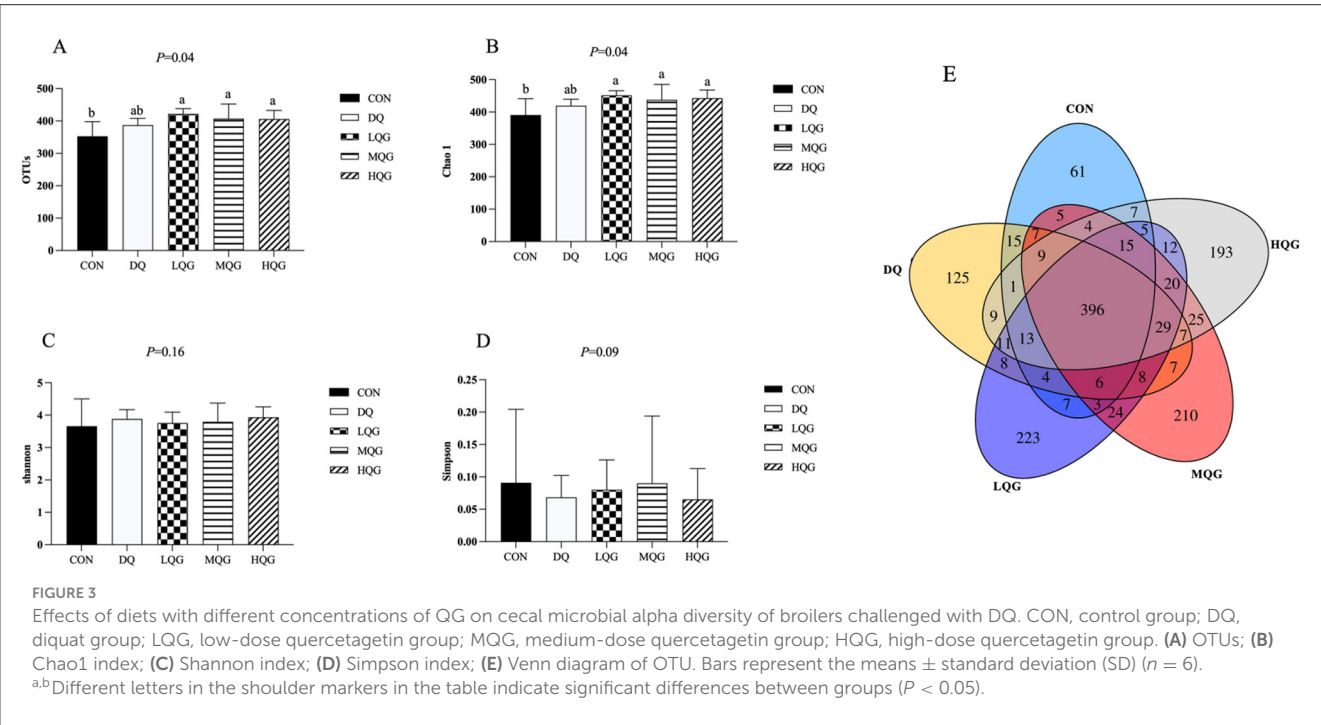 A
P=0.04
b
ab
a
a
a
500
400
300
200
100
0
OTUs
CON
DQ
LQG
MQG
HQG
CON
DQ
LQG
MQG
HQG
B
P=0.04
b
ab
a
a
a
500
400
300
200
100
0
Chao 1
CON
DQ
LQG
MQG
HQG
CON
DQ
LQG
MQG
HQG
C
P=0.16
5
4
3
2
1
0
shannon
CON
DQ
LQG
MQG
HQG
CON
DQ
LQG
MQG
HQG
D
P=0.09
0.25
0.20
0.15
0.10
0.05
0.00
Simpson
CON
DQ
LQG
MQG
HQG
CON
DQ
LQG
MQG
HQG
E
CON
61
5
4
7
5
12
193
HQG
15
7
9
15
20
DQ
125
1
396
9
29
25
7
11
13
8
4
6
8
7
7
3
24
223
210
LQG
MQG
FIGURE 3
Effects of diets with different concentrations of QG on cecal microbial alpha diversity of broilers challenged with DQ. CON, control group; DQ,
diquat group; LQG, low-dose quercetagetin group; MQG, medium-dose quercetagetin group; HQG, high-dose quercetagetin group. (A) OTUs; (B)
Chao1 index; (C) Shannon index; (D) Simpson index; (E) Venn diagram of OTU. Bars represent the means ± standard deviation (SD) (n = 6).
a,b Different letters in the shoulder markers in the table indicate significant differences between groups (P < 0.05).